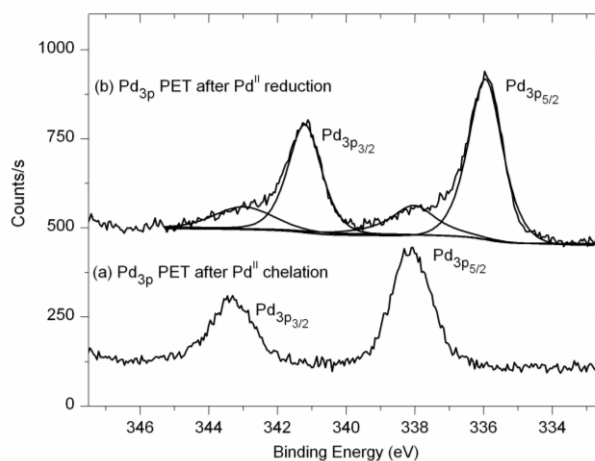 1000
(b) Pd3p PET after PdII reduction
Pd3p5/2
750
Pd3p3/2
Counts/s
500
(a) Pd3p PET after PdII chelation
Pd3p5/2
250
Pd3p3/2
0
346 344 342 340 338 336 334
Binding Energy (eV)